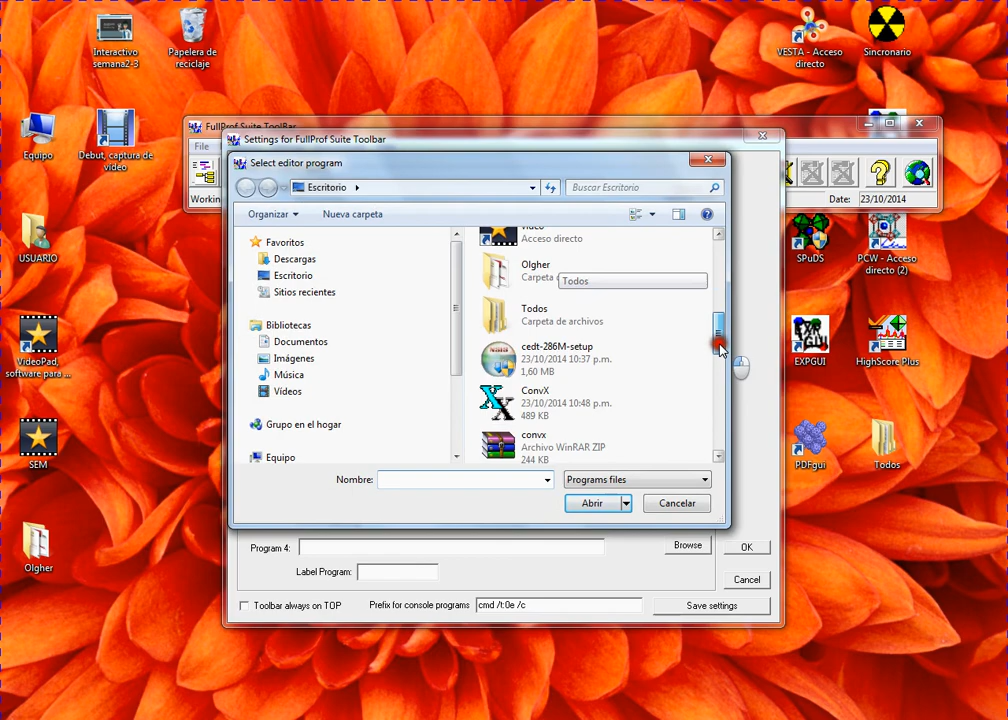 Interactivo
semana2-3
Papelera de
reciclaje
VESTA - Acceso
directo
Sincronario
Equipo
Debut, captura de
video
FullProf Suite ToolBar
File
Date:
23/10/2014
Settings for FullProf Suite Toolbar
Select editor program
Escritorio
Buscar Escritorio
Organizar
Nueva carpeta
Favoritos
Descargas
Escritorio
Sitios recientes
Bibliotecas
Documentos
Imágenes
Música
Vídeos
Grupo en el hogar
Equipo
Acceso directo
Olgher
Carpeta
Todos
Todos
Carpeta de archivos
cedt-286M-setup
23/10/2014 10:37 p.m.
1,60 MB
ConvX
23/10/2014 10:48 p.m.
489 KB
convx
Archivo WinRAR ZIP
244 KB
Nombre:
Programs files
Abrir
Cancelar
Program 4:
Browse
OK
Label Program:
Cancel
Toolbar always on TOP
Prefix for console programs
cmd /t:0e /c
Save settings
USUARIO
SPuDS
PCW - Acceso
directo (2)
VideoPad,
software para ...
EXPGUI
HighScore Plus
SEM
PDFgui
Todos
Olgher